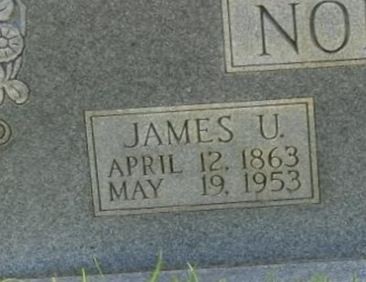 NO
JAMES U.
APRIL 12, 1863
MAY 19, 1953